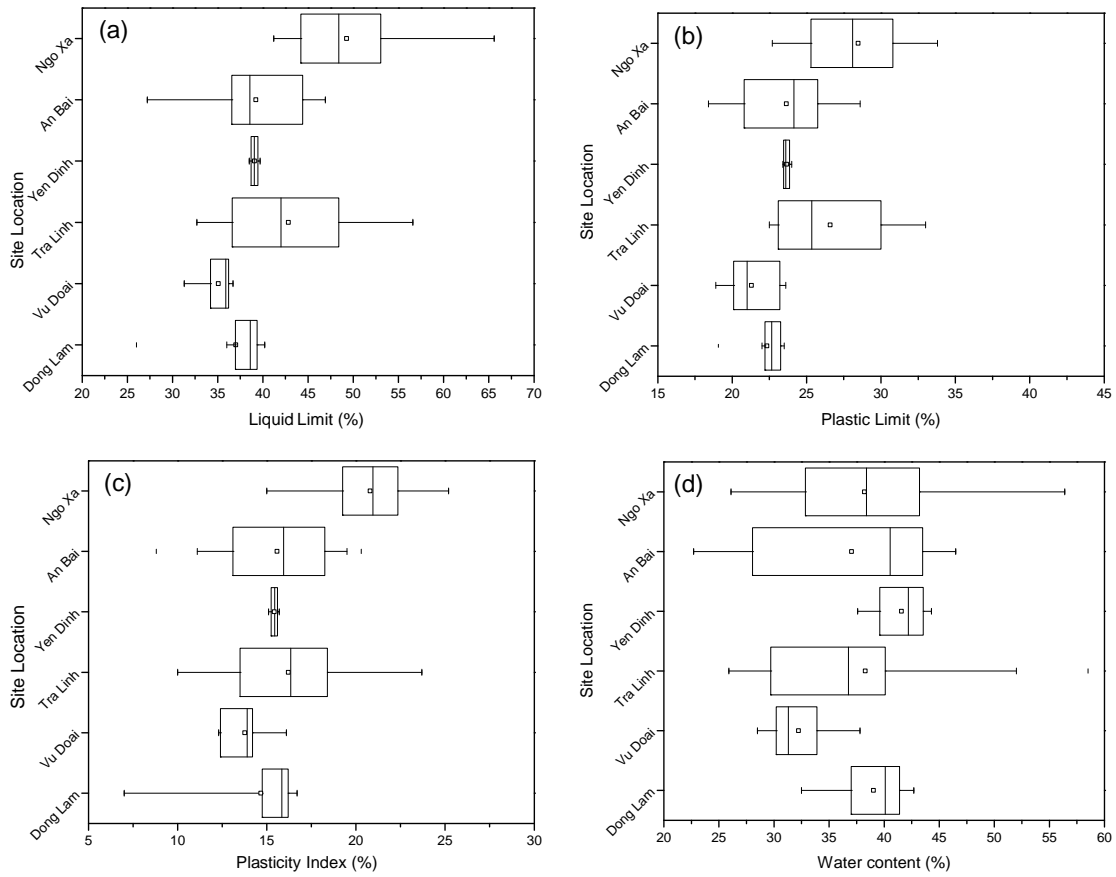 (a)
Site Location
Ngo Xa
An Bai
Yen Dinh
Tra Linh
Vu Doai
Dong Lam
20 25 30 35 40 45 50 55 60 65 70
Liquid Limit (%)
(b)
Site Location
Ngo Xa
An Bai
Yen Dinh
Tra Linh
Vu Doai
Dong Lam
15 20 25 30 35 40 45
Plastic Limit (%)
(c)
Site Location
Ngo Xa
An Bai
Yen Dinh
Tra Linh
Vu Doai
Dong Lam
5 10 15 20 25 30
Plasticity Index (%)
(d)
Site Location
Ngo Xa
An Bai
Yen Dinh
Tra Linh
Vu Doai
Dong Lam
20 25 30 35 40 45 50 55 60
Water content (%)